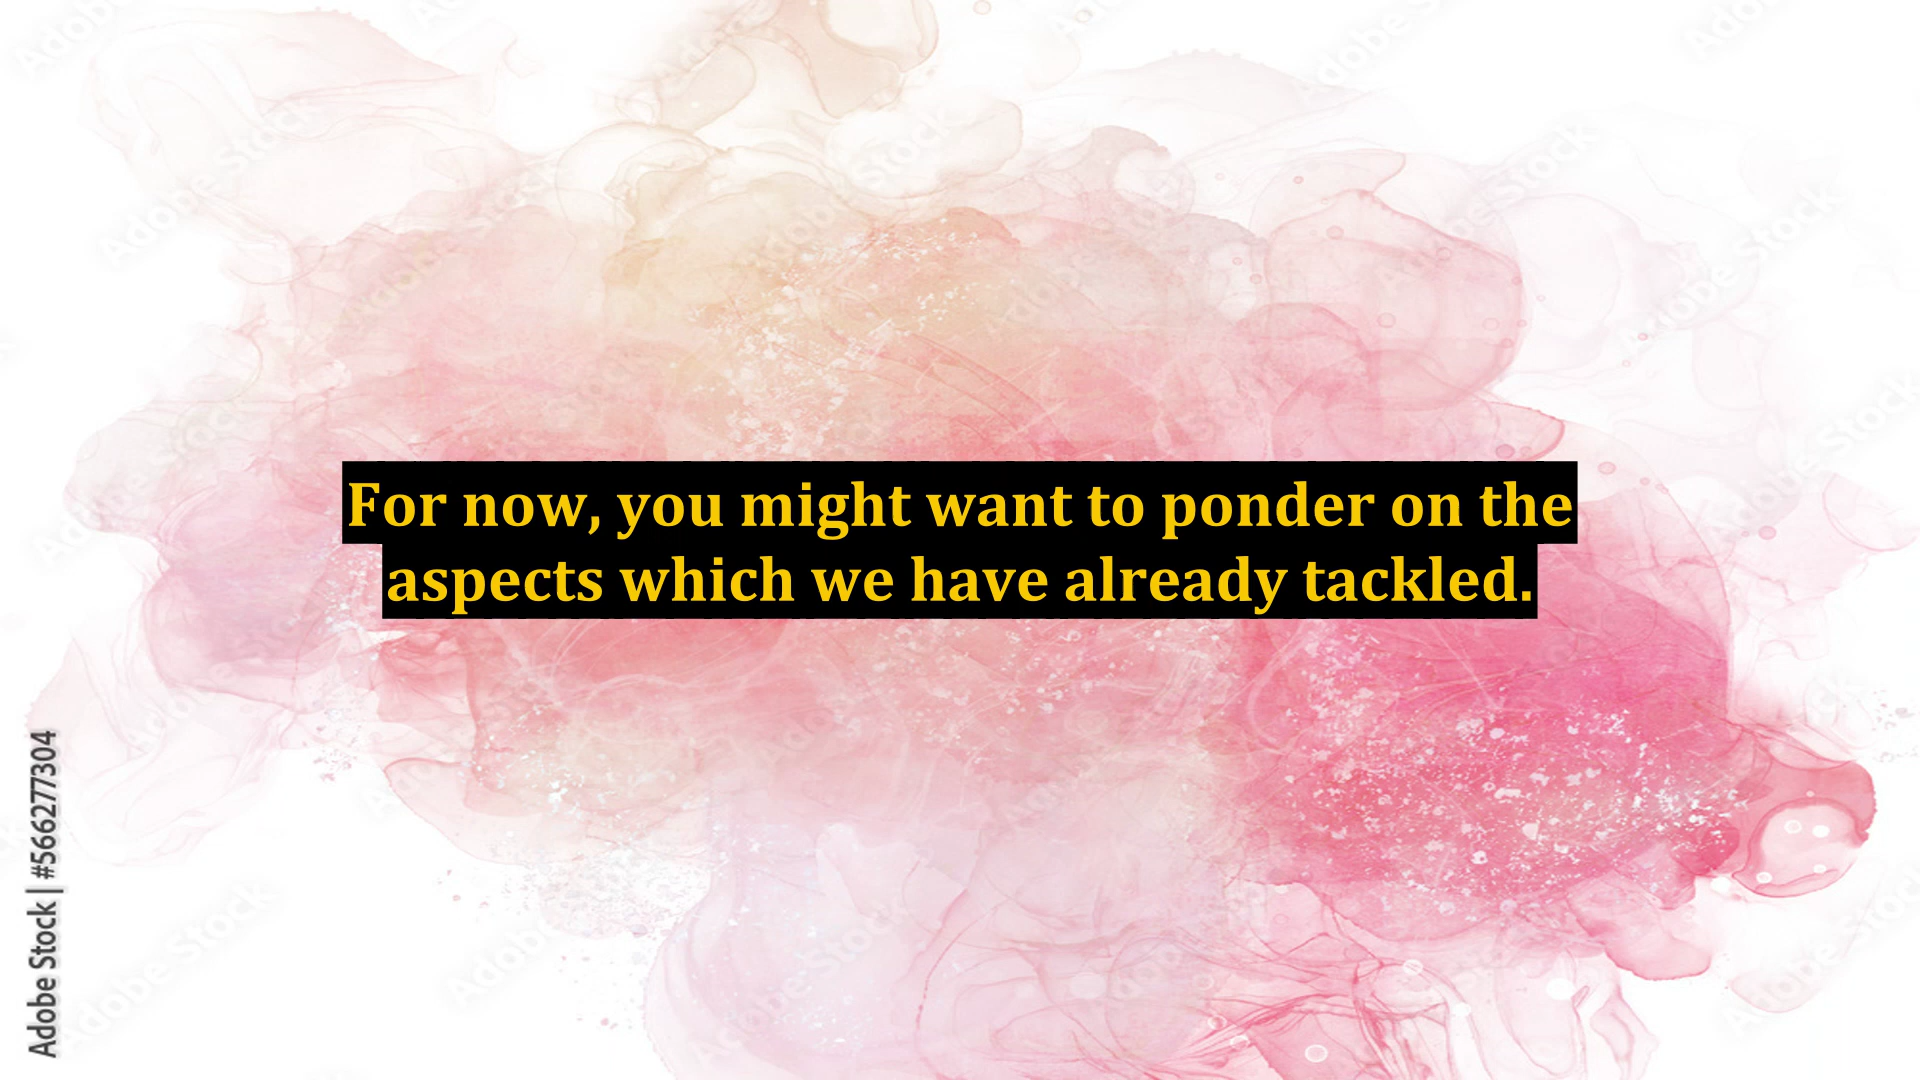 For now, you might want to ponder on the
aspects which we have already tackled.
Adobe Stock | #566277304